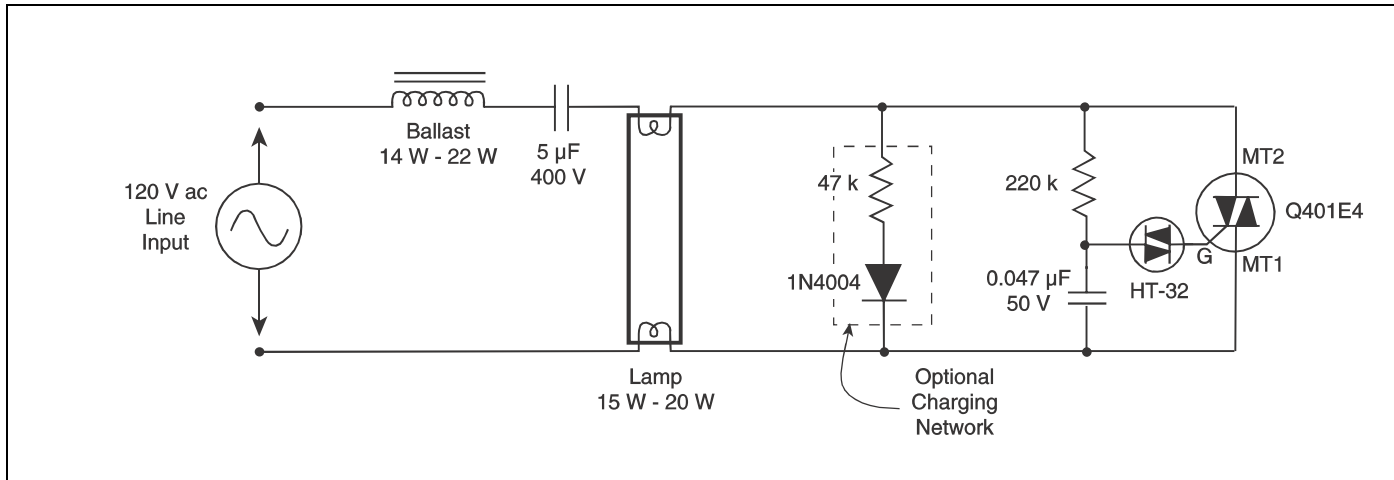 Ballast
14 W - 22 W
5 µF
400 V
120 V ac
Line
Input
Lamp
15 W - 20 W
47 k
1N4004
Optional
Charging
Network
220 k
0.047 µF
50 V
HT-32
G
MT2
Q401E4
MT1